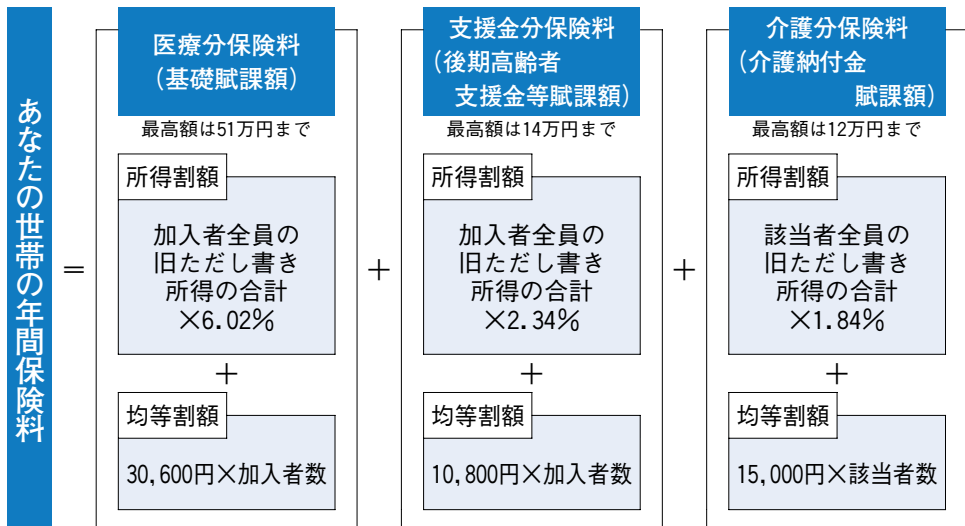 あなたの世帯の年間保険料
＝
医療分保険料
（基礎賦課額）
最高額は51万円まで
所得割額
加入者全員の
旧ただし書き
所得の合計
×6.02％
＋
均等割額
30,600円×加入者数
＋
支援金分保険料
（後期高齢者
支援金等賦課額）
最高額は14万円まで
所得割額
加入者全員の
旧ただし書き
所得の合計
×2.34％
＋
均等割額
10,800円×加入者数
＋
介護分保険料
（介護納付金
賦課額）
最高額は12万円まで
所得割額
該当者全員の
旧ただし書き
所得の合計
×1.84％
＋
均等割額
15,000円×該当者数